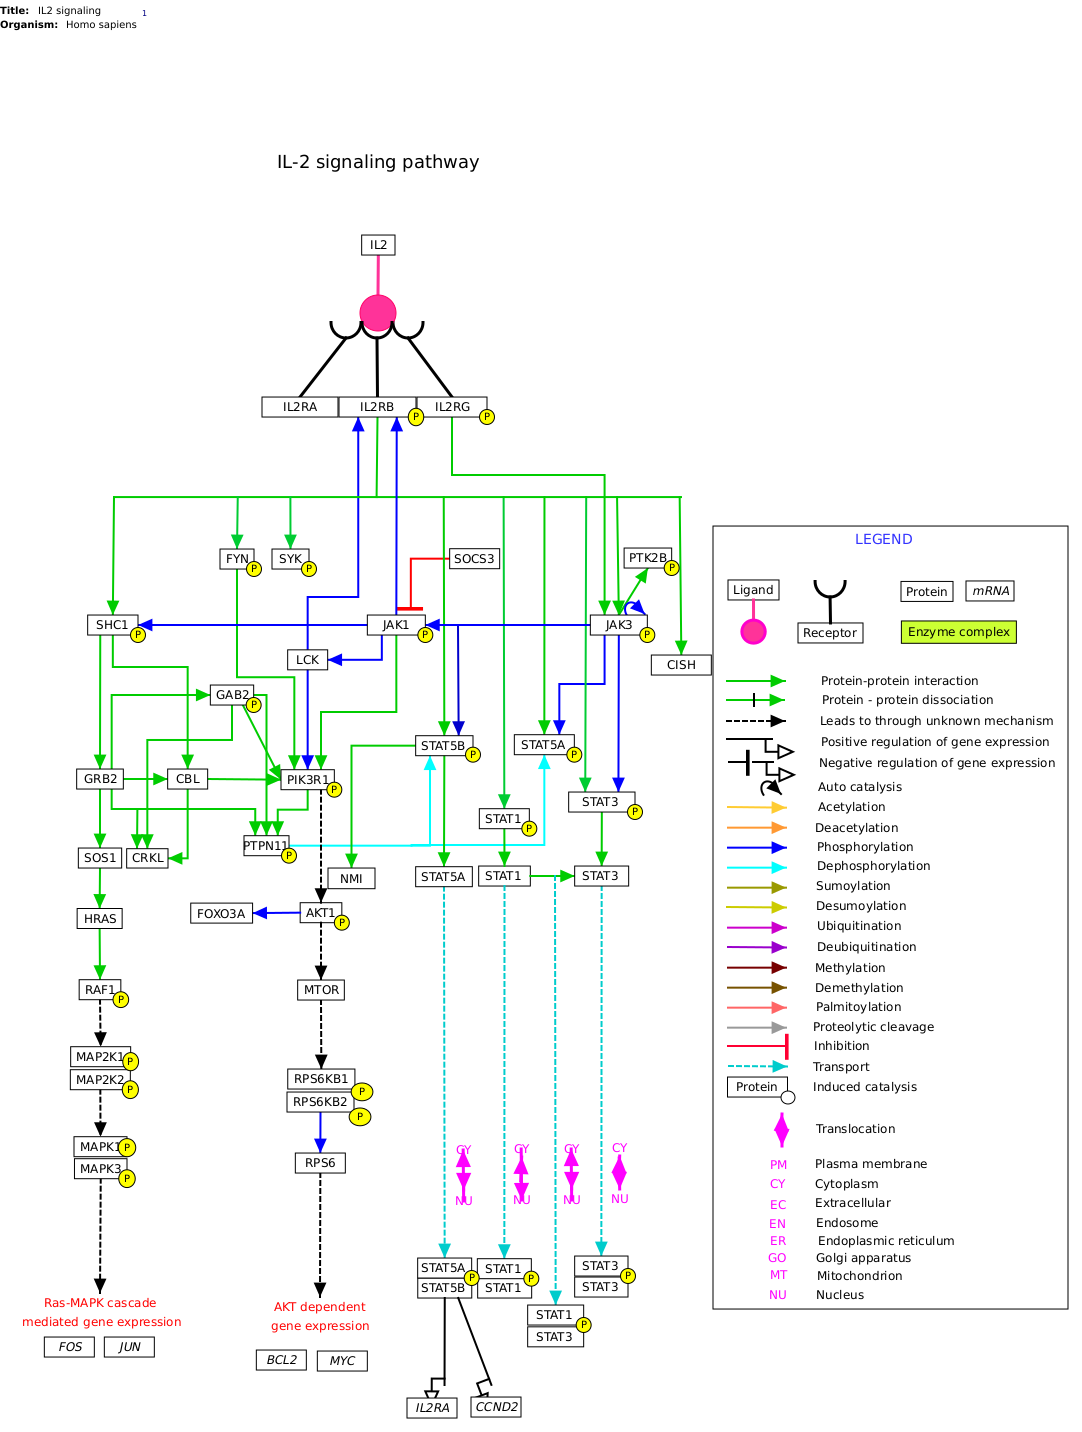 Title: IL2 signaling 1
Organism: Homo sapiens
IL-2 signaling pathway
IL2
IL2RA IL2RB P IL2RG P
FYN P SYK P SOCS3 PTK2B P
SHC1 P JAK1 P JAK3 P
LCK CISH
GAB2 P
STAT5B P STAT5A P
GRB2 CBL PIK3R1 P
STAT3 P
STAT1 P
SOS1 CRKL PTPN11 P
NMI STAT5A STAT1 STAT3
HRAS FOXO3A AKT1 P
RAF1 P MTOR
MAP2K1 P
MAP2K2 P
RPS6KB1 P
RPS6KB2 P
MAPK1 P
MAPK3 P
RPS6
CY CY CY CY
NU NU NU NU
STAT5A P STAT1 P STAT3 P
STAT5B STAT1 STAT3
STAT1 P
STAT3
Ras-MAPK cascade
mediated gene expression
FOS JUN
AKT dependent
gene expression
BCL2 MYC
IL2RA CCND2
LEGEND
Ligand Protein mRNA
Receptor Enzyme complex
Protein-protein interaction
Protein - protein dissociation
Leads to through unknown mechanism
Positive regulation of gene expression
Negative regulation of gene expression
Auto catalysis
Acetylation
Deacetylation
Phosphorylation
Dephosphorylation
Sumoylation
Desumoylation
Ubiquitination
Deubiquitination
Methylation
Demethylation
Palmitoylation
Proteolytic cleavage
Inhibition
Transport
Protein Induced catalysis
Translocation
PM Plasma membrane
CY Cytoplasm
EC Extracellular
EN Endosome
ER Endoplasmic reticulum
GO Golgi apparatus
MT Mitochondrion
NU Nucleus